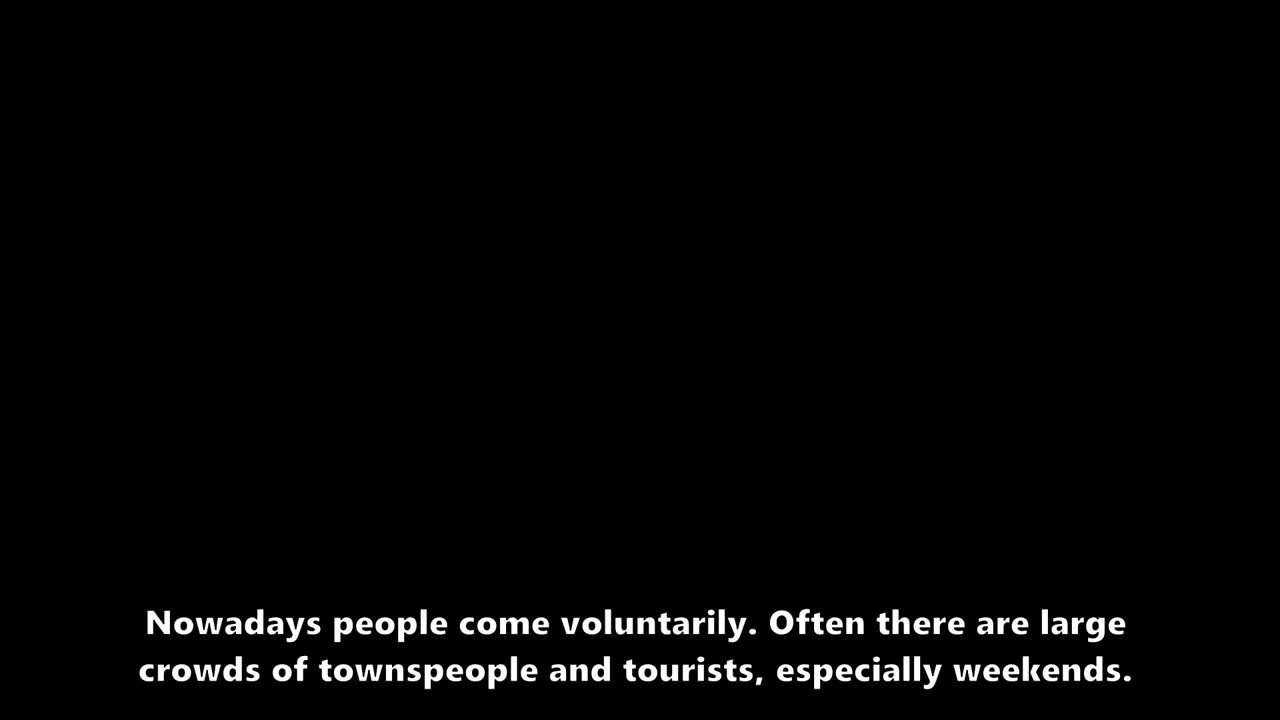 Nowadays people come voluntarily. Often there are large
crowds of townspeople and tourists, especially weekends.